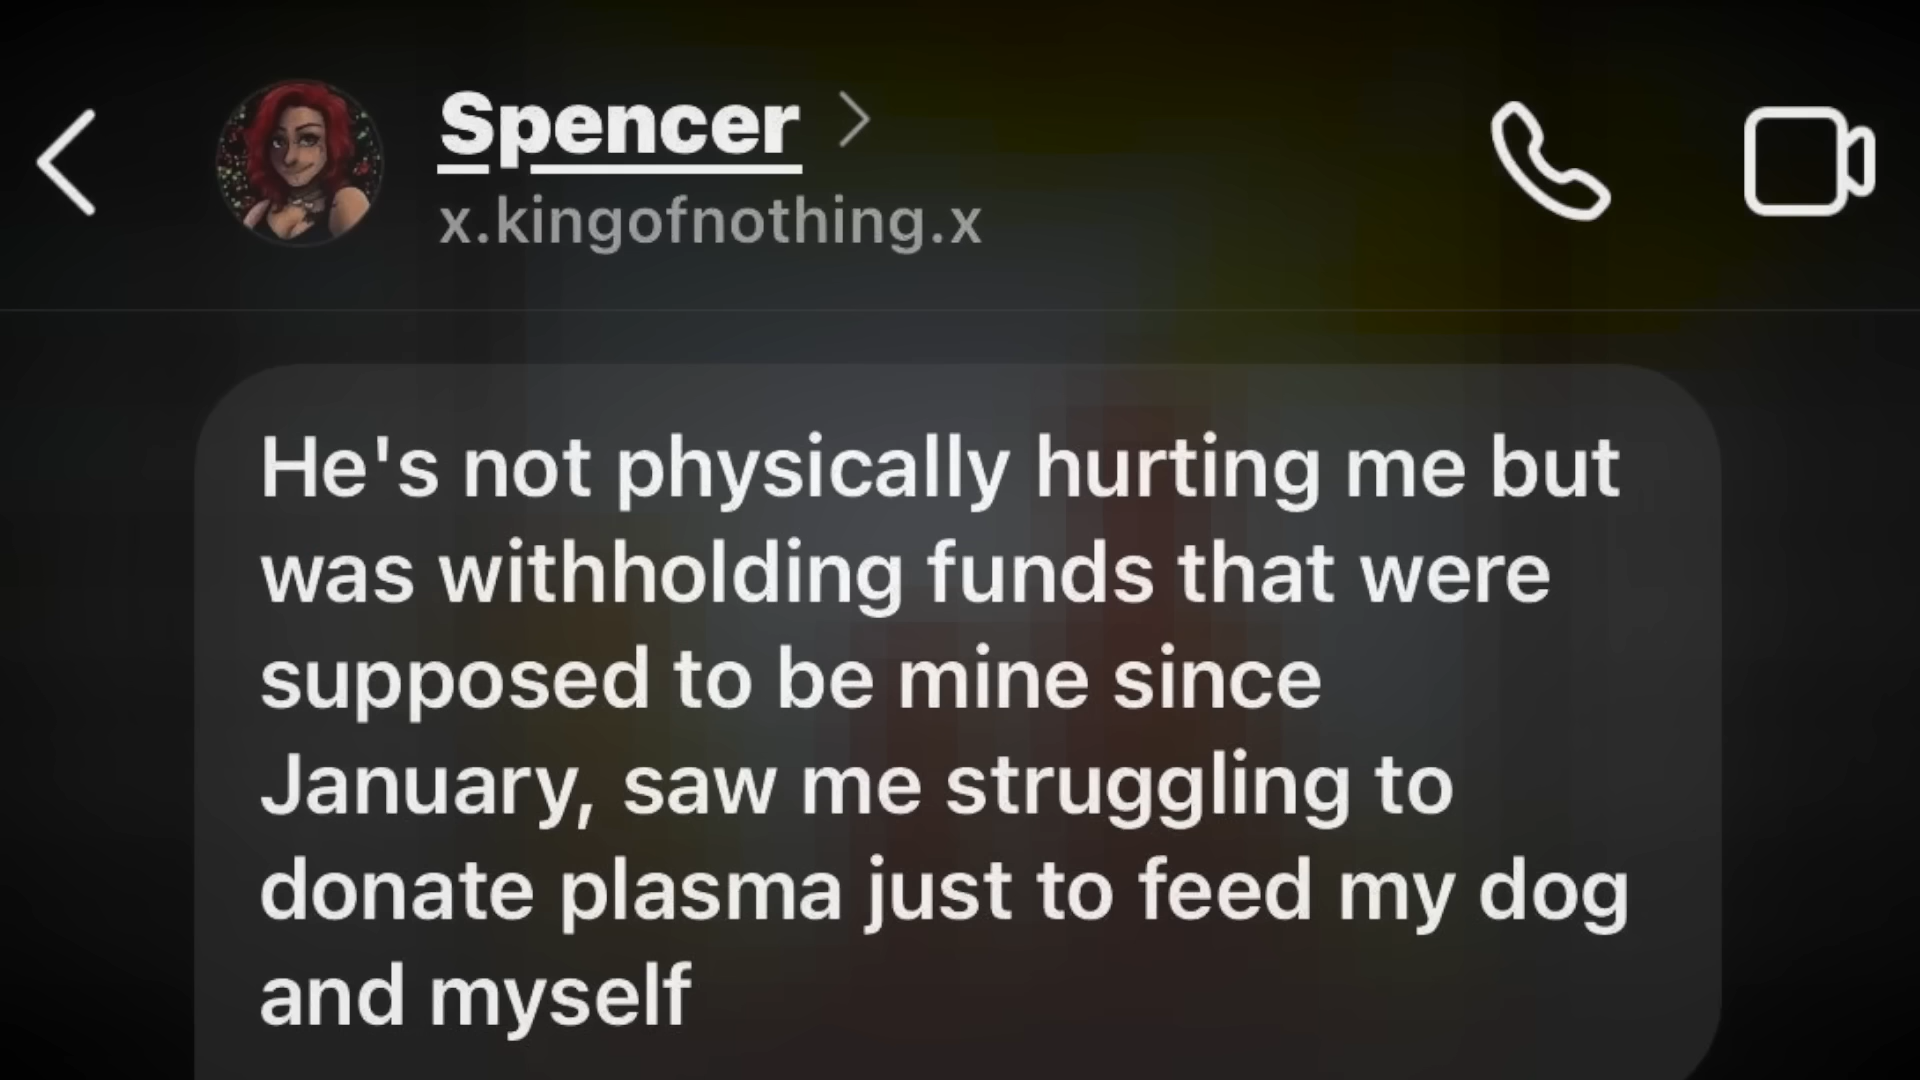 Spencer
x.kingofnothing.x
He's not physically hurting me but
was withholding funds that were
supposed to be mine since
January, saw me struggling to
donate plasma just to feed my dog
and myself